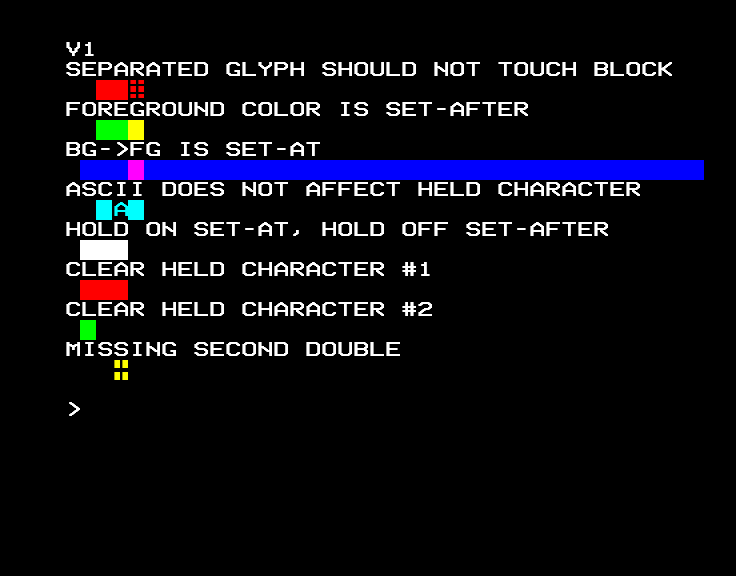 V1
SEPARATED GLYPH SHOULD NOT TOUCH BLOCK
FOREGROUND COLOR IS SET-AFTER
BG->FG IS SET-AT
ASCII DOES NOT AFFECT HELD CHARACTER
A
HOLD ON SET-AT, HOLD OFF SET-AFTER
CLEAR HELD CHARACTER #1
CLEAR HELD CHARACTER #2
MISSING SECOND DOUBLE
>